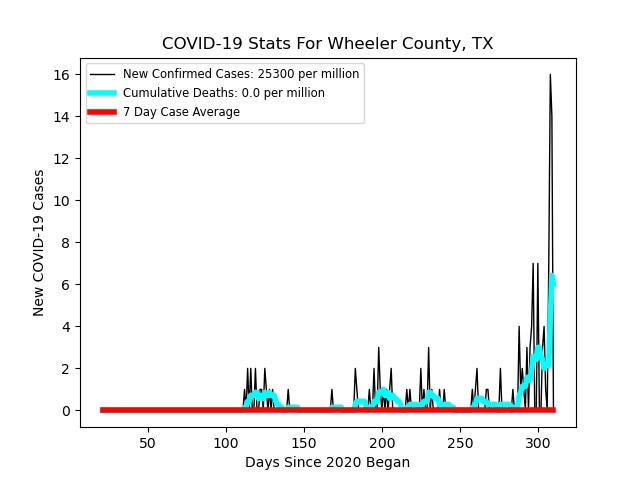 COVID-19 Stats For Wheeler County, TX
New Confirmed Cases: 25300 per million
Cumulative Deaths: 0.0 per million
7 Day Case Average
New COVID-19 Cases
16
14
12
10
8
6
4
2
0
50 100 150 200 250 300
Days Since 2020 Began